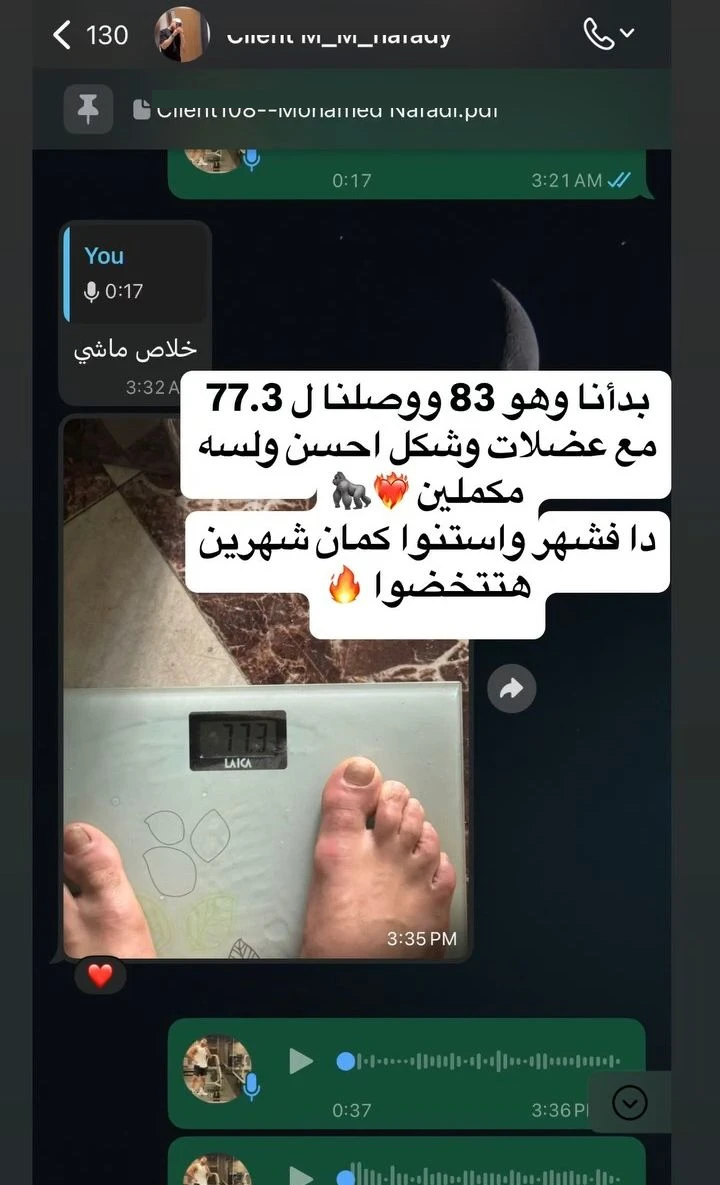 130
Client M_M_nafady
Client108--Mohamed Nafadi.pdf
0:17 3:21 AM
You
0:17
خلاص ماشي
3:32 A
بدأنا وهو 83 ووصلنا ل 77.3
مع عضلات وشكل احسن ولسه
مكملين ❤️‍🔥🦍
دا فشهر واستنوا كمان شهرين
هتتخضوا 🔥
77.3
LAICA
3:35 PM
❤️
0:37 3:36 P